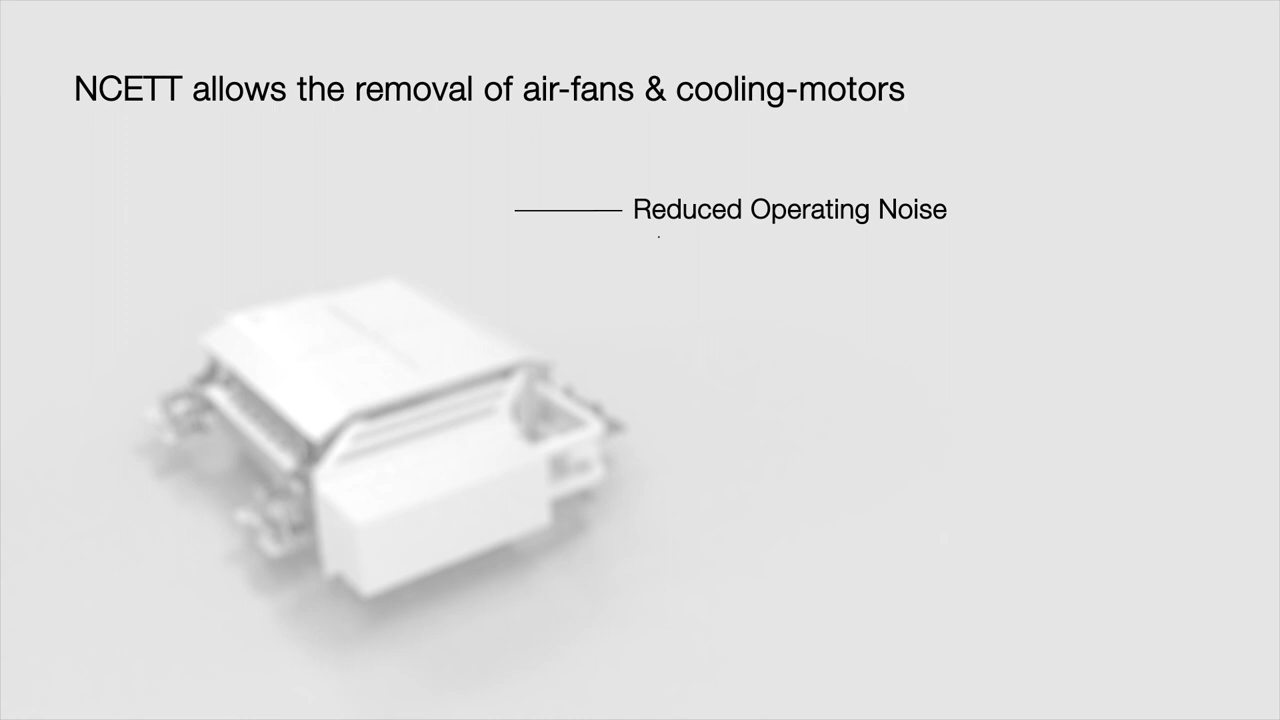 NCETT allows the removal of air-fans & cooling-motors
Reduced Operating Noise